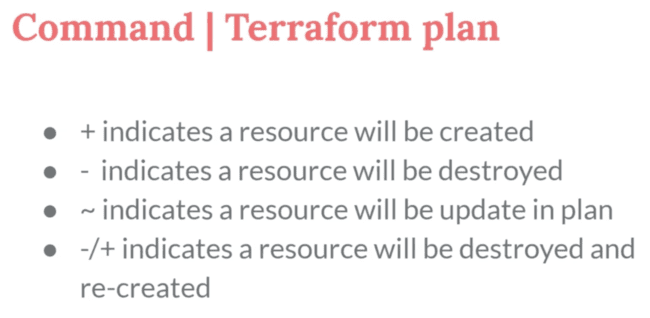 Command | Terraform plan
● + indicates a resource will be created
● - indicates a resource will be destroyed
● ~ indicates a resource will be update in plan
● -/+ indicates a resource will be destroyed and
re-created